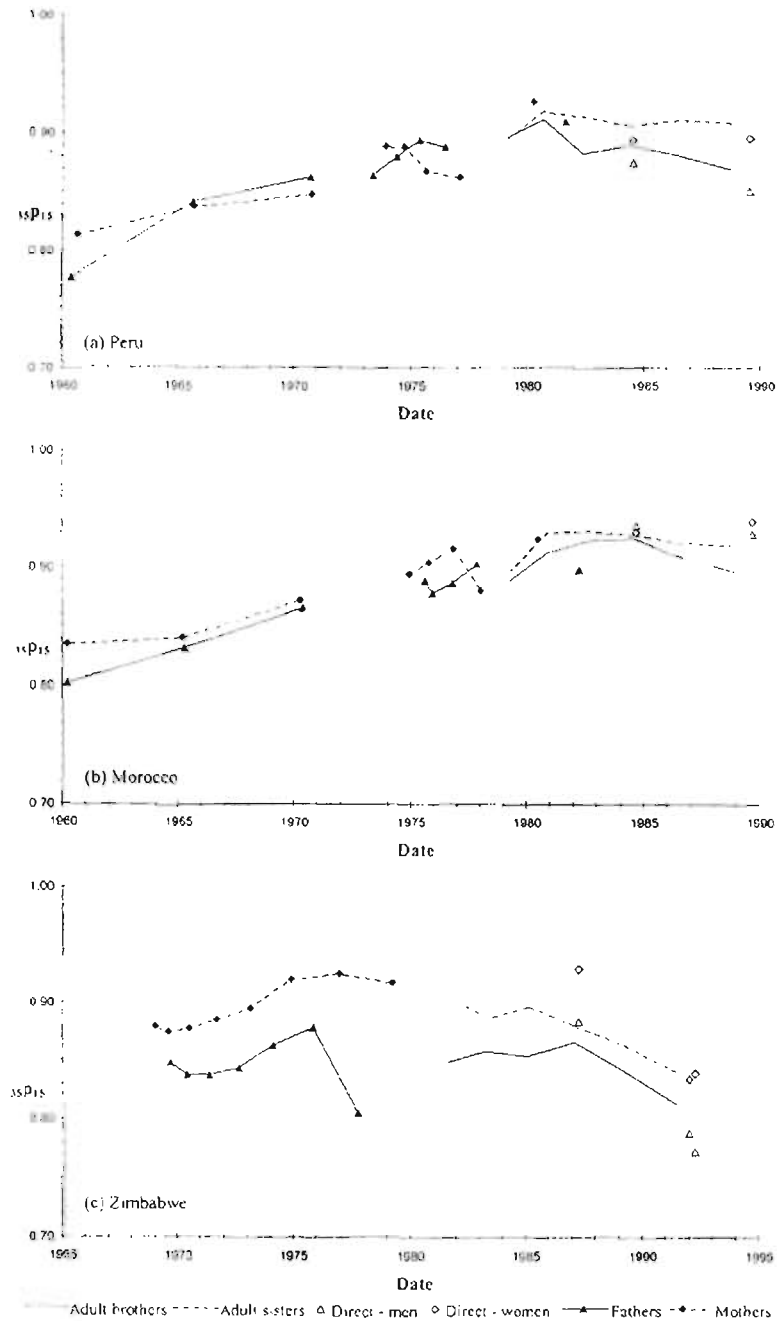 1.00
0.90
35P15
0.80
(a) Peru
0.70
1960 1965 1970 1975 1980 1985 1990
Date
1.00
0.90
35P15
0.80
(b) Morocco
0.70
1960 1965 1970 1975 1980 1985 1990
Date
1.00
0.90
35P15
0.80
(c) Zimbabwe
0.70
1965 1970 1975 1980 1985 1990 1995
Date
Adult brothers Adult sisters Direct - men Direct - women Fathers Mothers